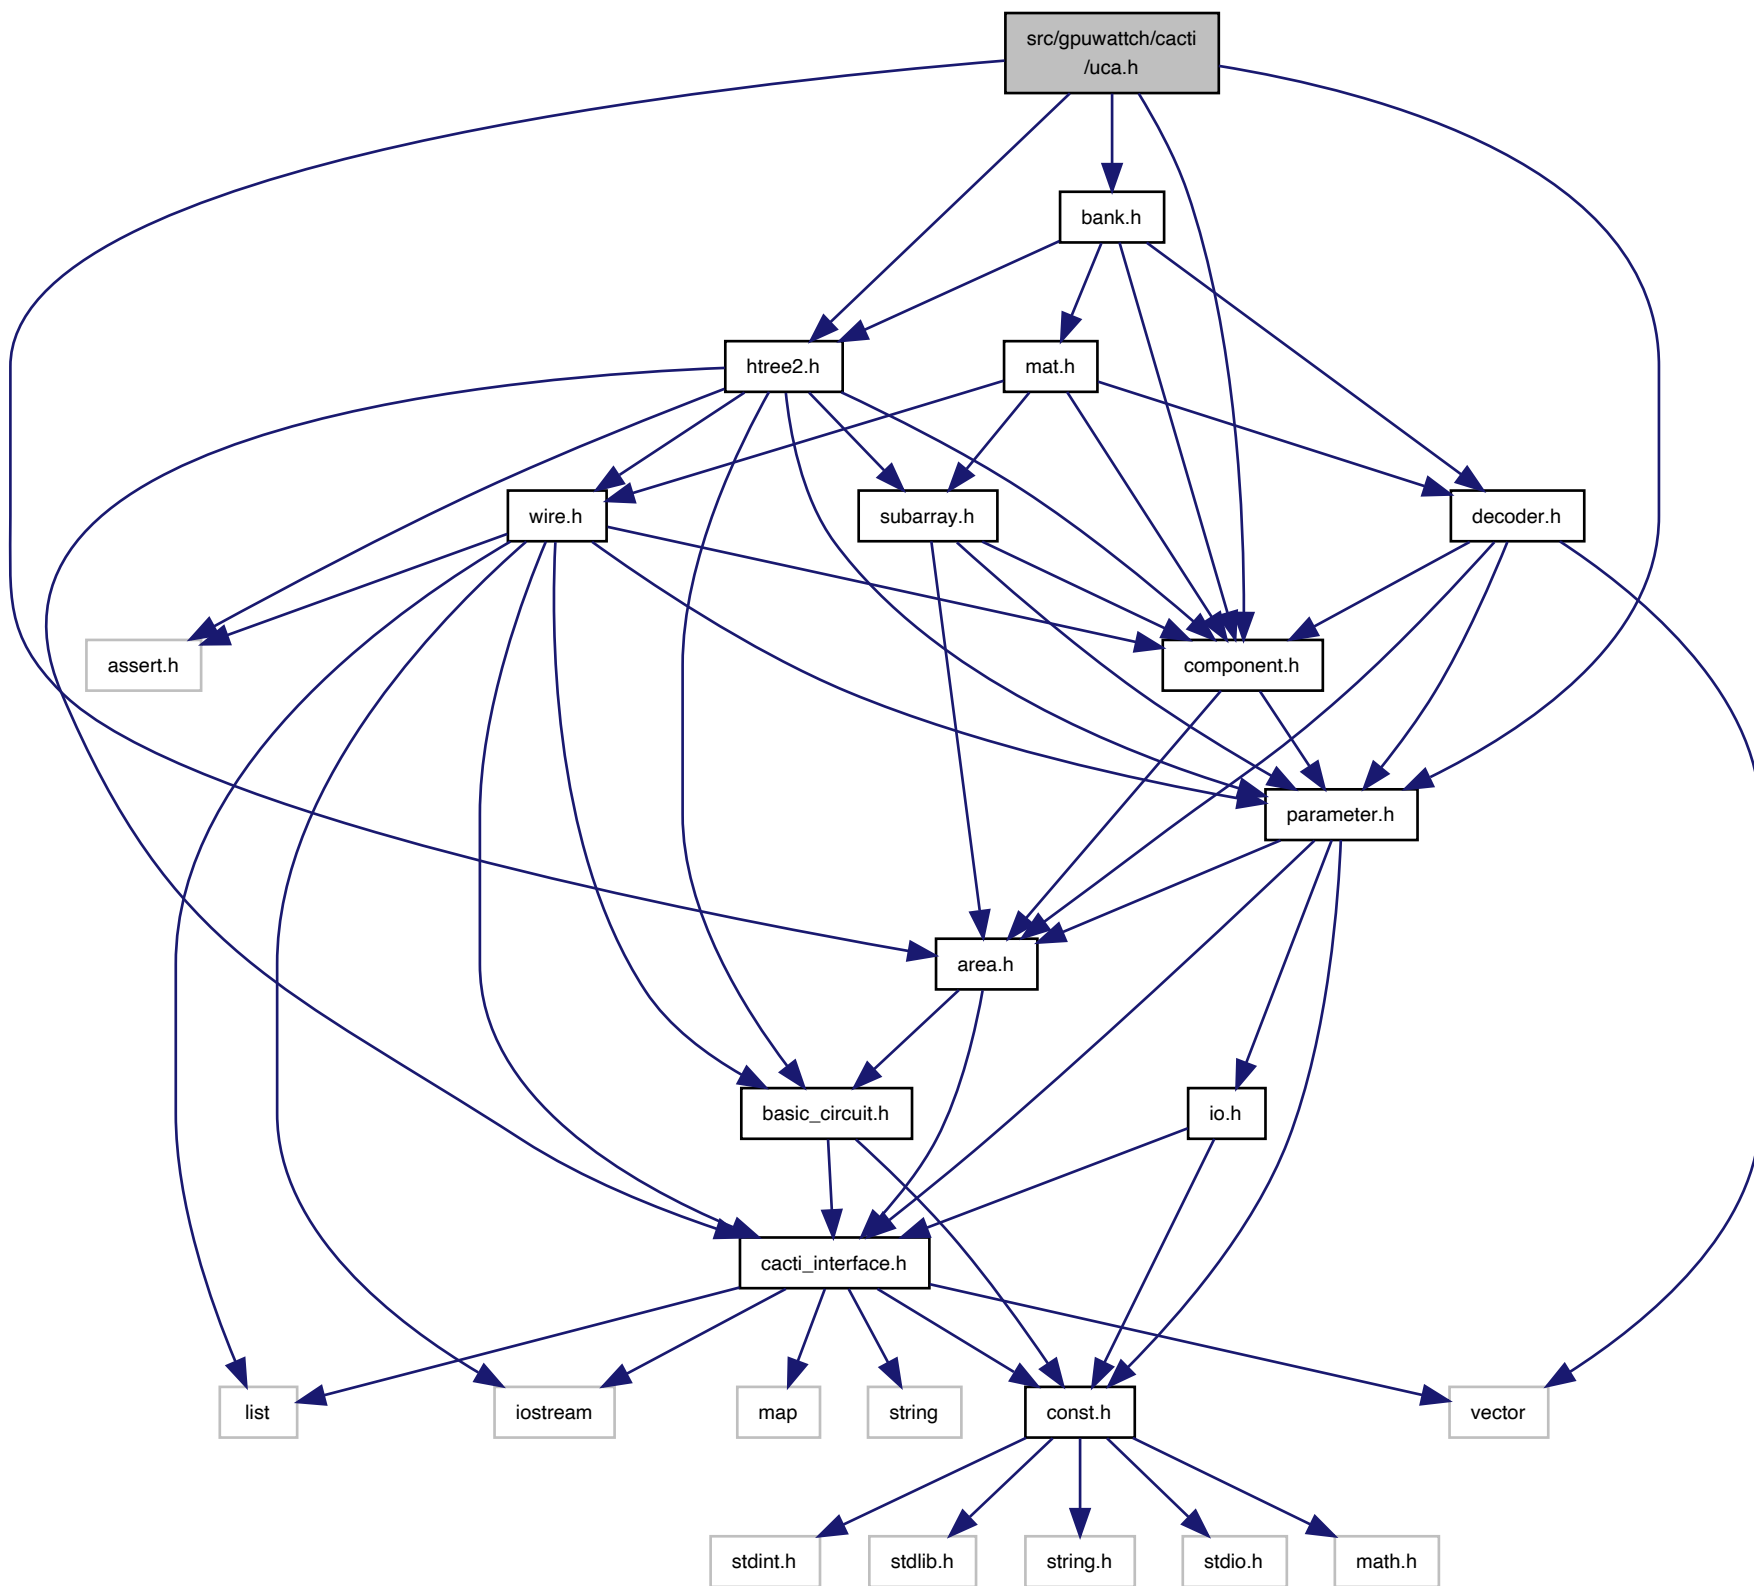 src/gpuwattch/cacti
/uca.h
bank.h
htree2.h
mat.h
wire.h
subarray.h
decoder.h
assert.h
component.h
parameter.h
area.h
basic_circuit.h
io.h
cacti_interface.h
list
iostream
map
string
const.h
vector
stdint.h
stdlib.h
string.h
stdio.h
math.h